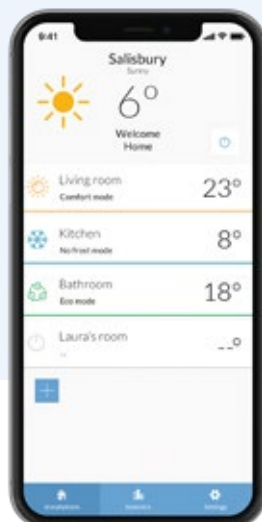 9:41
Salisbury
Sunny
6°
Welcome
Home
Living room
Comfort mode
23°
Kitchen
No frost mode
8°
Bathroom
Eco mode
18°
Laura's room
--
--°
Installations
Statistics
Settings